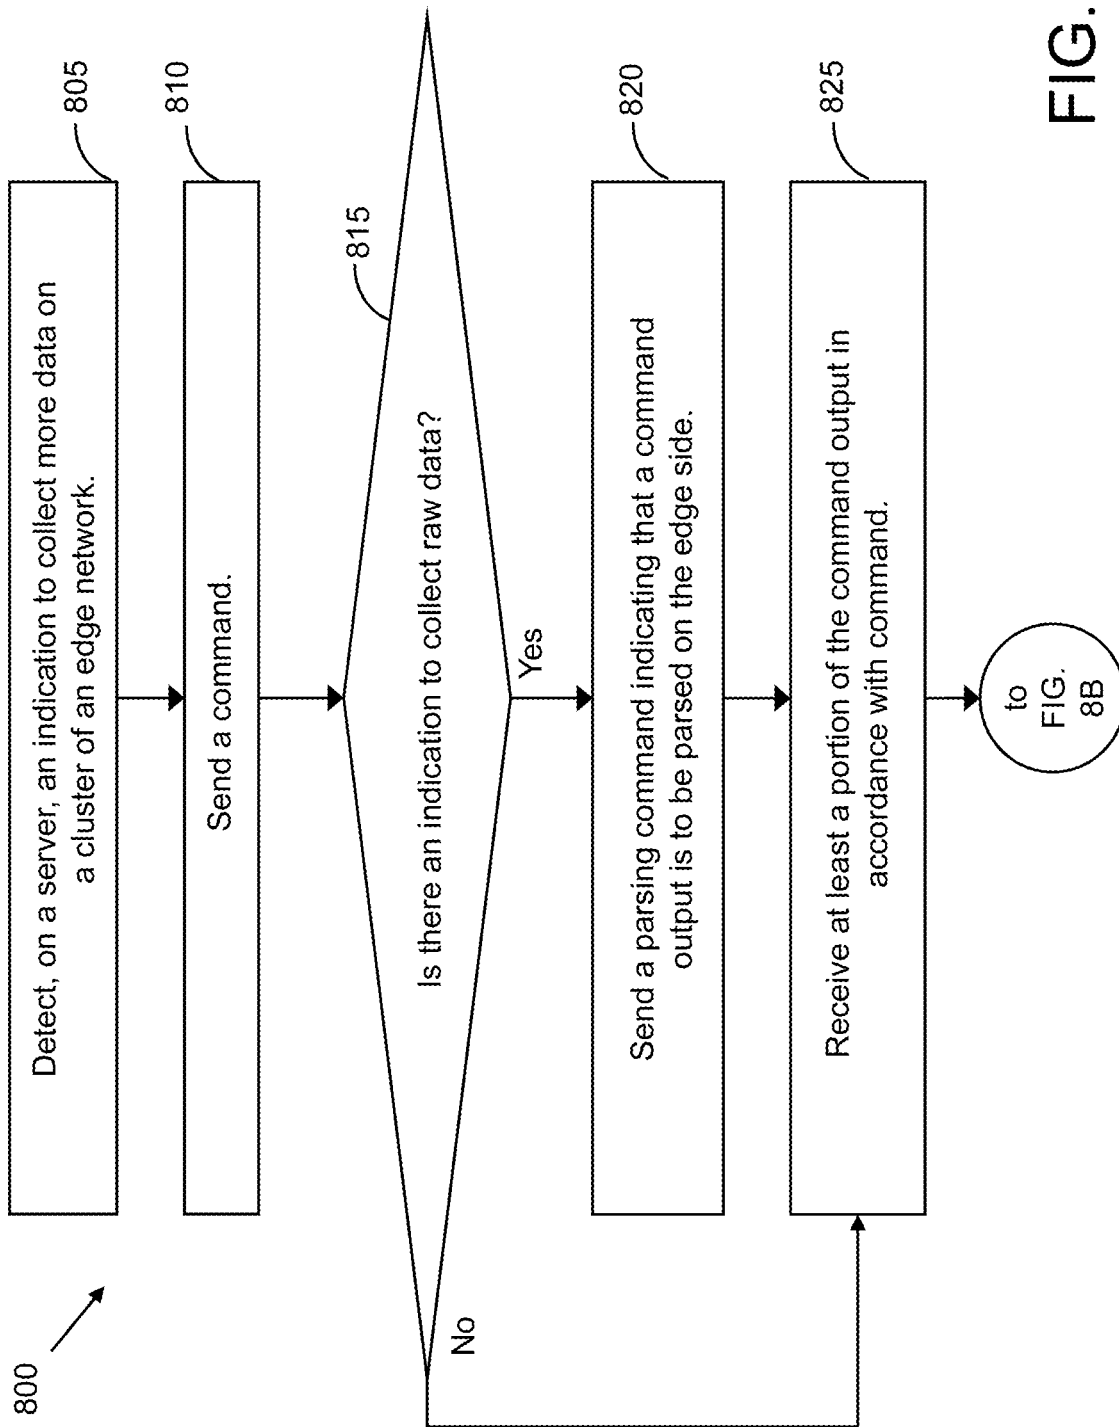 800
Detect, on a server, an indication to collect more data on
a cluster of an edge network.
805
Send a command.
810
Is there an indication to collect raw data?
815
No
Yes
Send a parsing command indicating that a command
output is to be parsed on the edge side.
820
Receive at least a portion of the command output in
accordance with command.
825
to
FIG.
8B
FIG.